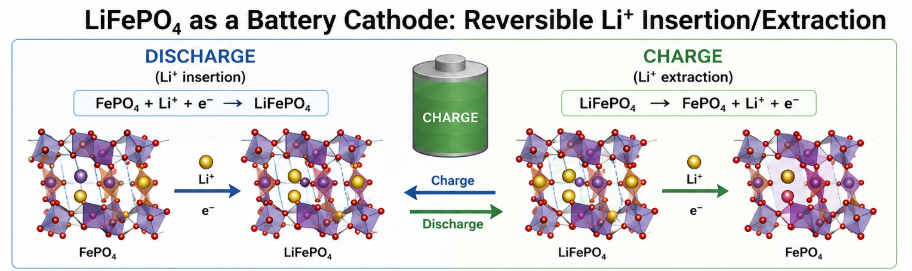 LiFePO₄ as a Battery Cathode: Reversible Li⁺ Insertion/Extraction
DISCHARGE
(Li⁺ insertion)
FePO₄ + Li⁺ + e⁻ → LiFePO₄
Li⁺
e⁻
FePO₄
LiFePO₄
CHARGE
Charge
Discharge
CHARGE
(Li⁺ extraction)
LiFePO₄ → FePO₄ + Li⁺ + e⁻
Li⁺
e⁻
LiFePO₄
FePO₄